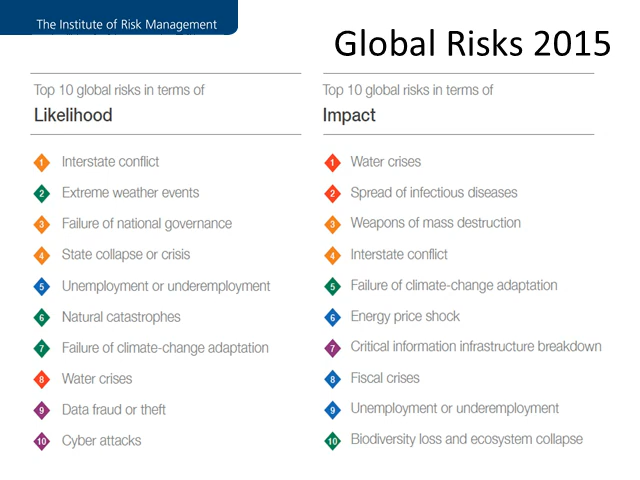 The Institute of Risk Management
Global Risks 2015
Top 10 global risks in terms of
Likelihood
1 Interstate conflict
2 Extreme weather events
3 Failure of national governance
4 State collapse or crisis
5 Unemployment or underemployment
6 Natural catastrophes
7 Failure of climate-change adaptation
8 Water crises
9 Data fraud or theft
10 Cyber attacks
Top 10 global risks in terms of
Impact
1 Water crises
2 Spread of infectious diseases
3 Weapons of mass destruction
4 Interstate conflict
5 Failure of climate-change adaptation
6 Energy price shock
7 Critical information infrastructure breakdown
8 Fiscal crises
9 Unemployment or underemployment
10 Biodiversity loss and ecosystem collapse